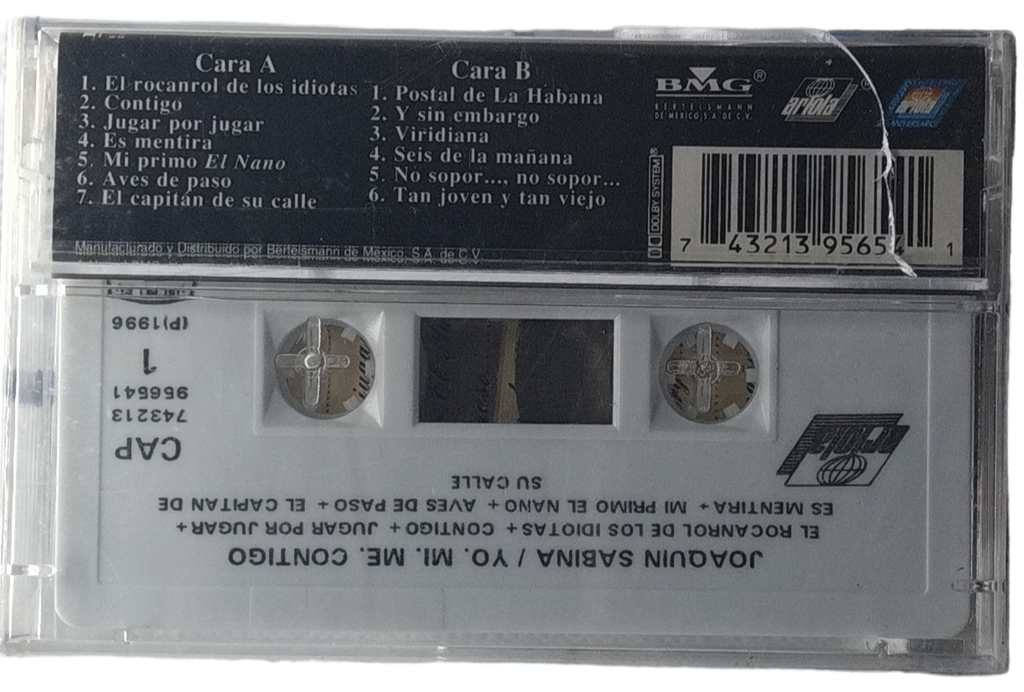 Cara A
1. El rocanrol de los idiotas
2. Contigo
3. Jugar por jugar
4. Es mentira
5. Mi primo El Nano
6. Aves de paso
7. El capitán de su calle
Cara B
1. Postal de La Habana
2. Y sin embargo
3. Viridiana
4. Seis de la mañana
5. No sopor..., no sopor...
6. Tan joven y tan viejo
Manufacturado y Distribuido por Bertelsmann de México, S.A. de C.V.
BMG®
BERTELSMANN
DE MEXICO, S.A. DE C.V.
ariola®
ariola
ANIVERSARIO
DOLBY SYSTEM®
7 43213 95654 1
JOAQUIN SABINA / YO. MI. ME. CONTIGO
EL ROCANROL DE LOS IDIOTAS + CONTIGO + JUGAR POR JUGAR +
ES MENTIRA + MI PRIMO EL NANO + AVES DE PASO + EL CAPITAN DE
SU CALLE
ariola
CAP
743213
956541
1
(P)1996